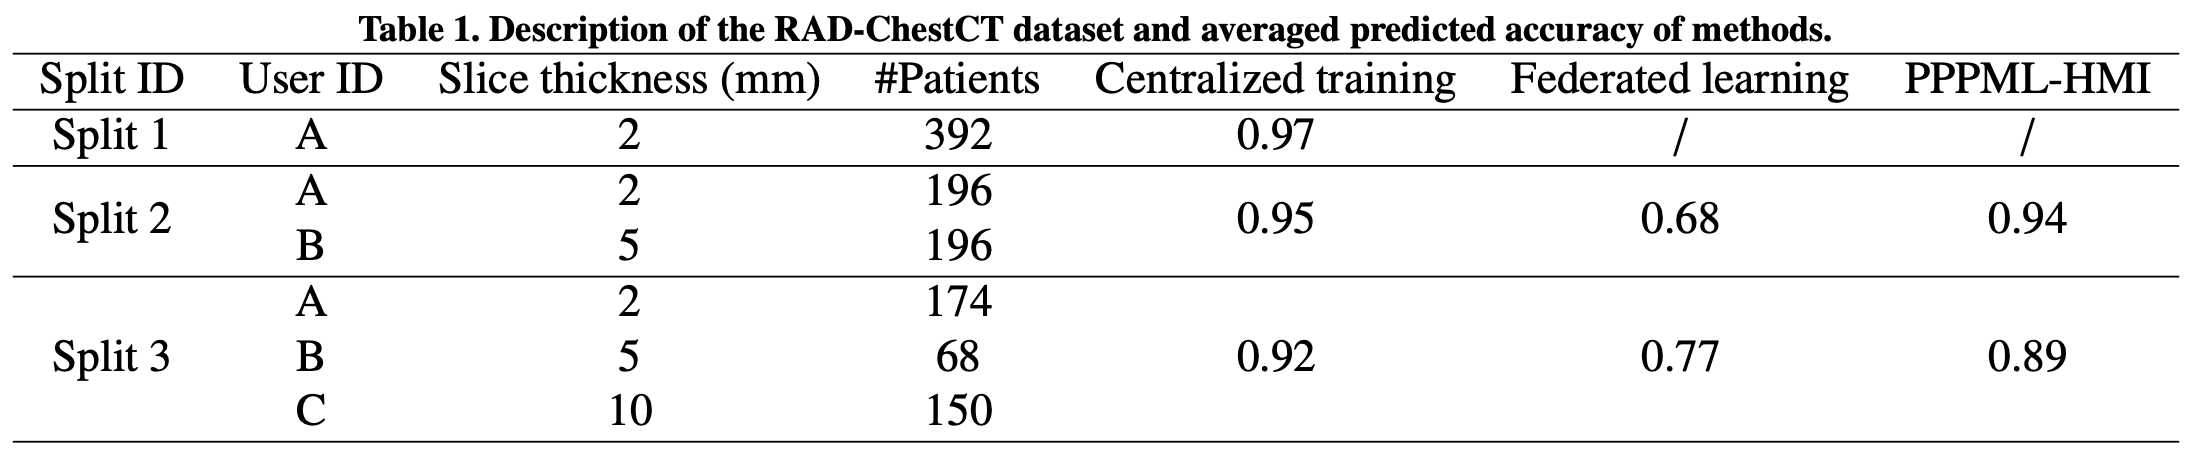 Table 1. Description of the RAD-ChestCT dataset and averaged predicted accuracy of methods.
Split ID User ID Slice thickness (mm) #Patients Centralized training Federated learning PPPML-HMI
Split 1 A 2 392 0.97 / /
Split 2 A 2 196 0.95 0.68 0.94
B 5 196
Split 3 A 2 174 0.92 0.77 0.89
B 5 68
C 10 150